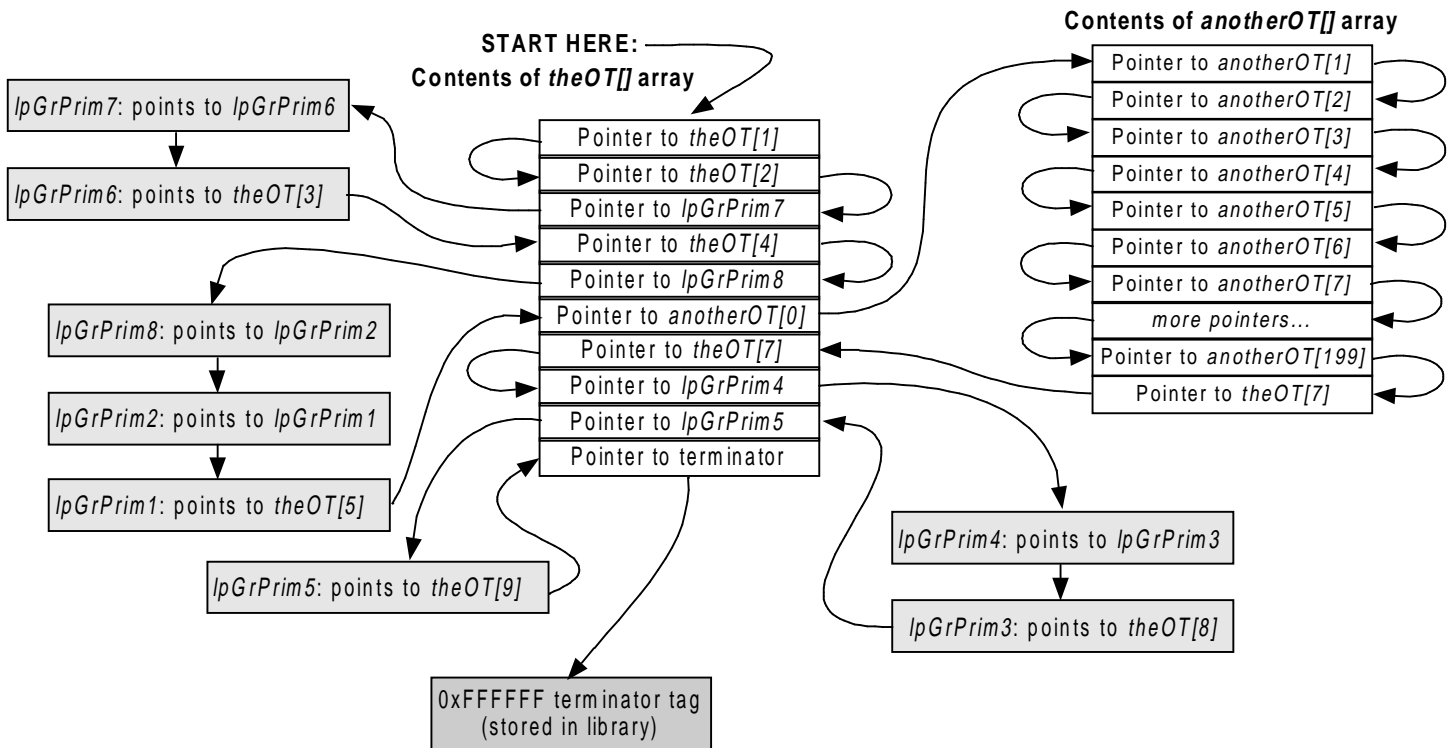 START HERE:
Contents of theOT[] array
Pointer to theOT[1]
Pointer to theOT[2]
Pointer to lpGrPrim7
Pointer to theOT[4]
Pointer to lpGrPrim8
Pointer to anotherOT[0]
Pointer to theOT[7]
Pointer to lpGrPrim4
Pointer to lpGrPrim5
Pointer to terminator
lpGrPrim7: points to lpGrPrim6
lpGrPrim6: points to theOT[3]
lpGrPrim8: points to lpGrPrim2
lpGrPrim2: points to lpGrPrim1
lpGrPrim1: points to theOT[5]
lpGrPrim5: points to theOT[9]
0xFFFFFF terminator tag
(stored in library)
Contents of anotherOT[] array
Pointer to anotherOT[1]
Pointer to anotherOT[2]
Pointer to anotherOT[3]
Pointer to anotherOT[4]
Pointer to anotherOT[5]
Pointer to anotherOT[6]
Pointer to anotherOT[7]
more pointers...
Pointer to anotherOT[199]
Pointer to theOT[7]
lpGrPrim4: points to lpGrPrim3
lpGrPrim3: points to theOT[8]